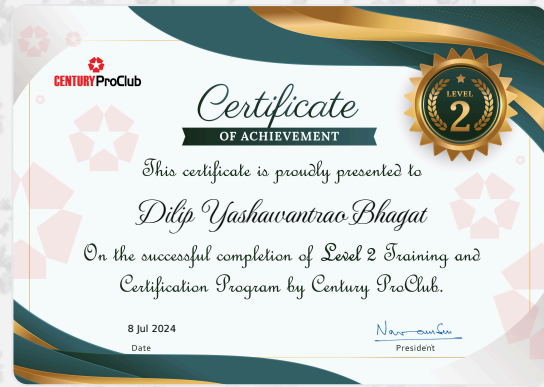 CENTURY ProClub
Certificate
OF ACHIEVEMENT
LEVEL
2
This certificate is proudly presented to
Dilip Yashawantrao Bhagat
On the successful completion of Level 2 Training and
Certification Program by Century ProClub.
8 Jul 2024
Date
President